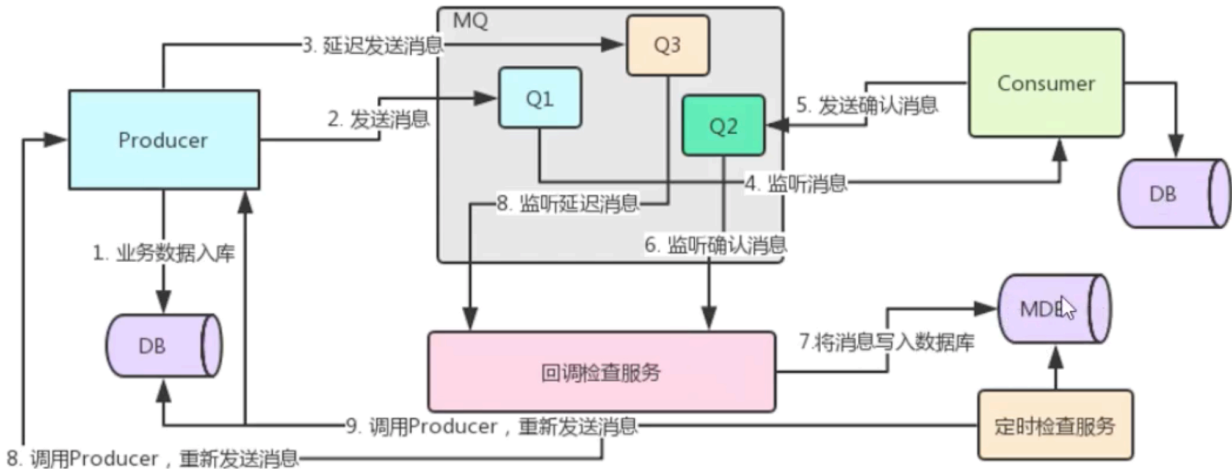 MQ
3. 延迟发送消息
Q3
Q1
Q2
2. 发送消息
Producer
5. 发送确认消息
Consumer
DB
4. 监听消息
8. 监听延迟消息
6. 监听确认消息
1. 业务数据入库
DB
MDB
7.将消息写入数据库
回调检查服务
定时检查服务
9. 调用Producer，重新发送消息
8. 调用Producer，重新发送消息